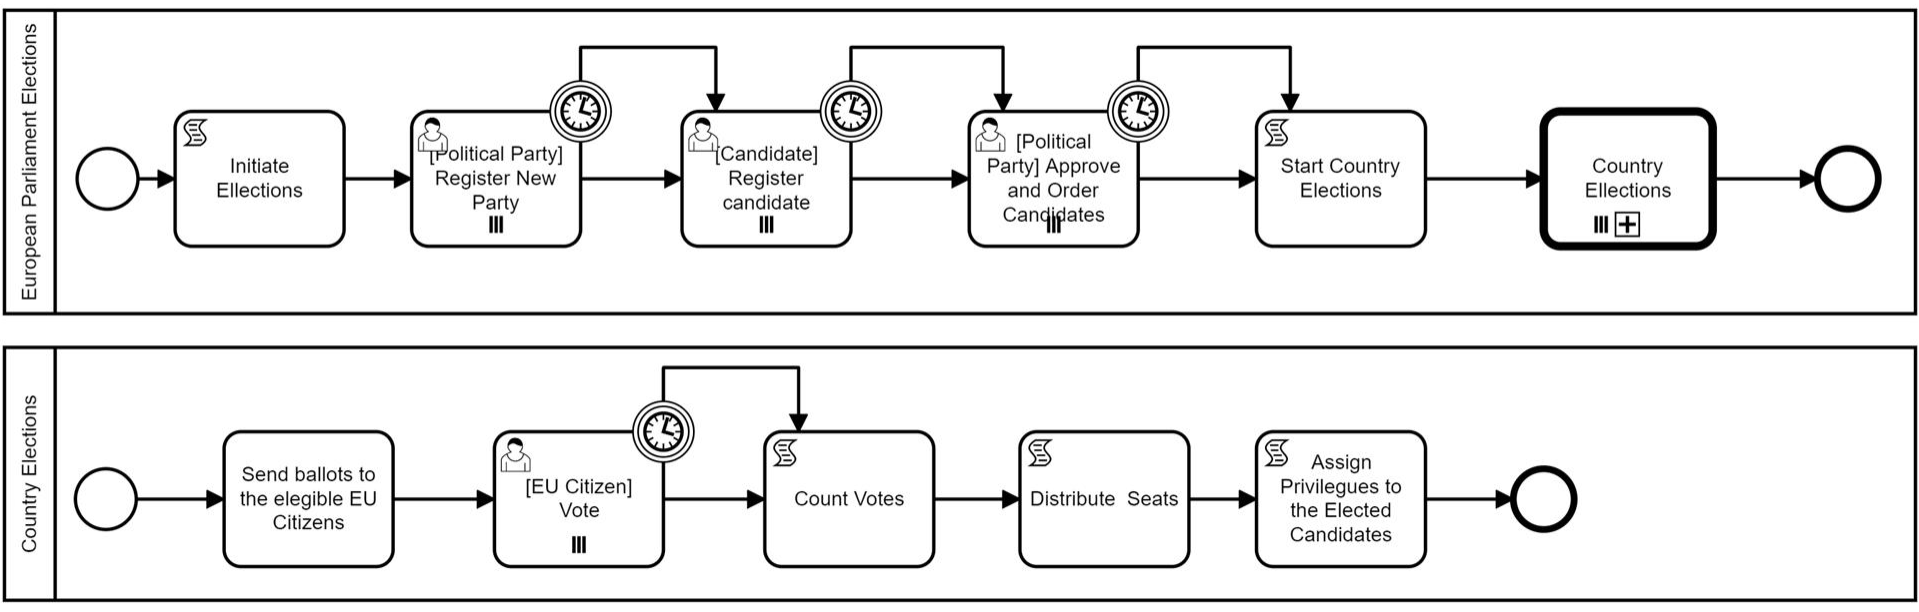 European Parliament Elections
Initiate
Ellections
[Political Party]
Register New
Party
[Candidate]
Register
candidate
[Political
Party] Approve
and Order
Candidates
Start Country
Elections
Country
Ellections
Country Elections
Send ballots to
the elegible EU
Citizens
[EU Citizen]
Vote
Count Votes
Distribute  Seats
Assign
Privilegues to
the Elected
Candidates